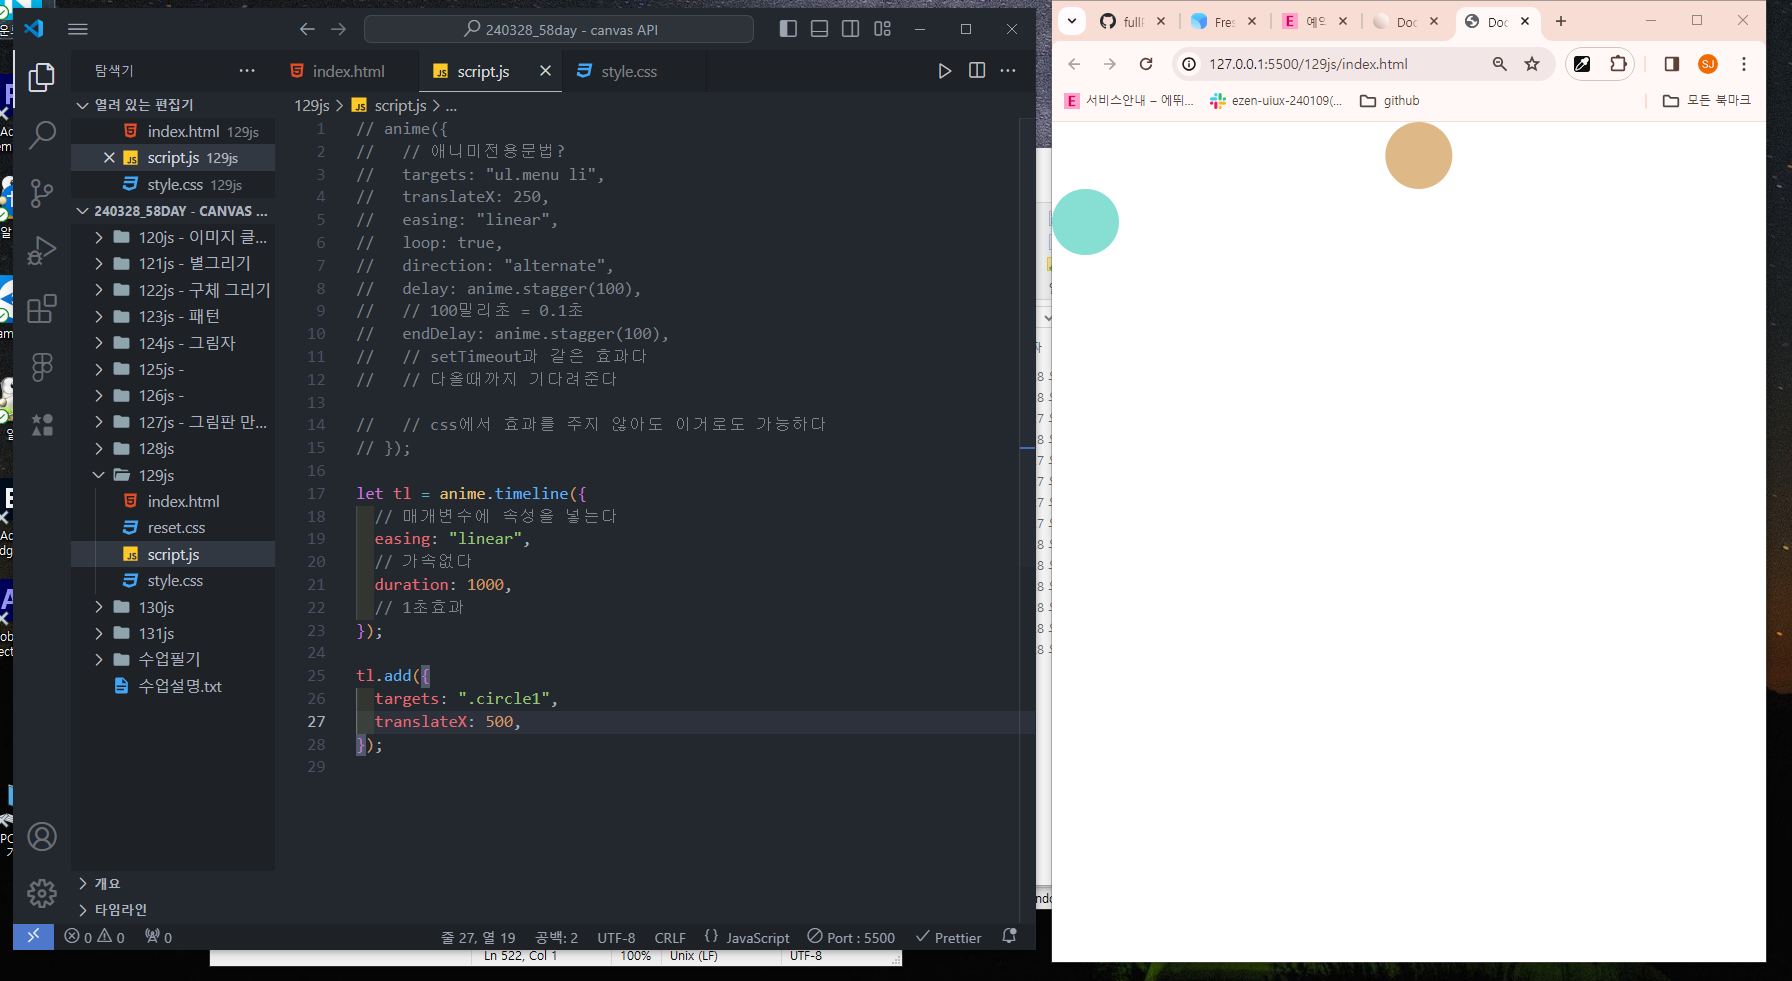 240328_58day - canvas API
탐색기
index.html
script.js
style.css
열려 있는 편집기
index.html 129js
script.js 129js
style.css 129js
240328_58DAY - CANVAS ...
120js - 이미지 클...
121js - 별그리기
122js - 구체 그리기
123js - 패턴
124js - 그림자
125js -
126js -
127js - 그림판 만...
128js
129js
index.html
reset.css
script.js
style.css
130js
131js
수업필기
수업설명.txt
개요
타임라인
129js > JS script.js > ...
1 // anime({
2 //   // 애니미전용문법?
3 //   targets: "ul.menu li",
4 //   translateX: 250,
5 //   easing: "linear",
6 //   loop: true,
7 //   direction: "alternate",
8 //   delay: anime.stagger(100),
9 //   // 100밀리초 = 0.1초
10 //   endDelay: anime.stagger(100),
11 //   // setTimeout과 같은 효과다
12 //   // 다올때까지 기다려준다
13
14 //   // css에서 효과를 주지 않아도 이거로도 가능하다
15 // });
16
17 let tl = anime.timeline({
18   // 매개변수에 속성을 넣는다
19   easing: "linear",
20   // 가속없다
21   duration: 1000,
22   // 1초효과
23 });
24
25 tl.add({
26   targets: ".circle1",
27   translateX: 500,
28 });
29
0 0 0
줄 27, 열 19 공백: 2 UTF-8 CRLF {} JavaScript Port : 5500 Prettier
Ln 522, Col 1 100% Unix (LF) UTF-8
fullP Fres 예약 Doc Doc
127.0.0.1:5500/129js/index.html
SJ
E 서비스안내 – 에뛰... ezen-uiux-240109(... github 모든 북마크